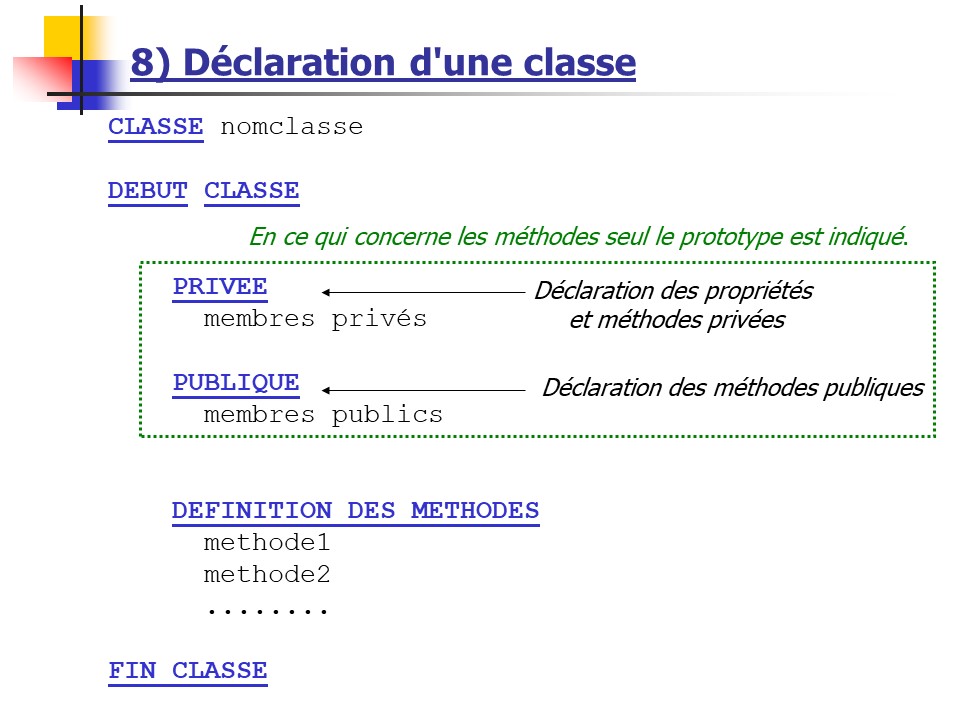 8) Déclaration d'une classe
CLASSE nomclasse
DEBUT CLASSE
En ce qui concerne les méthodes seul le prototype est indiqué.
PRIVEE
membres privés
Déclaration des propriétés
et méthodes privées
PUBLIQUE
membres publics
Déclaration des méthodes publiques
DEFINITION DES METHODES
methode1
methode2
........
FIN CLASSE